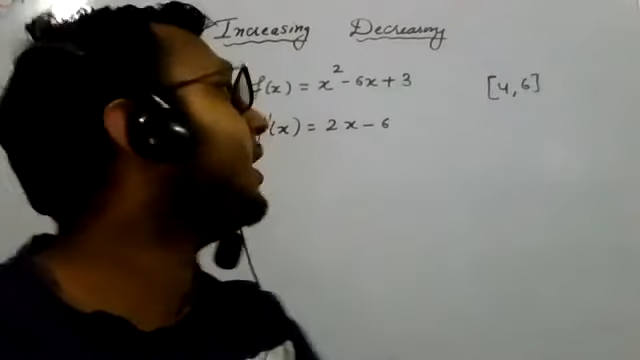 Increasing Decreasing
f(x) = x² - 6x + 3 [4, 6]
f'(x) = 2x - 6